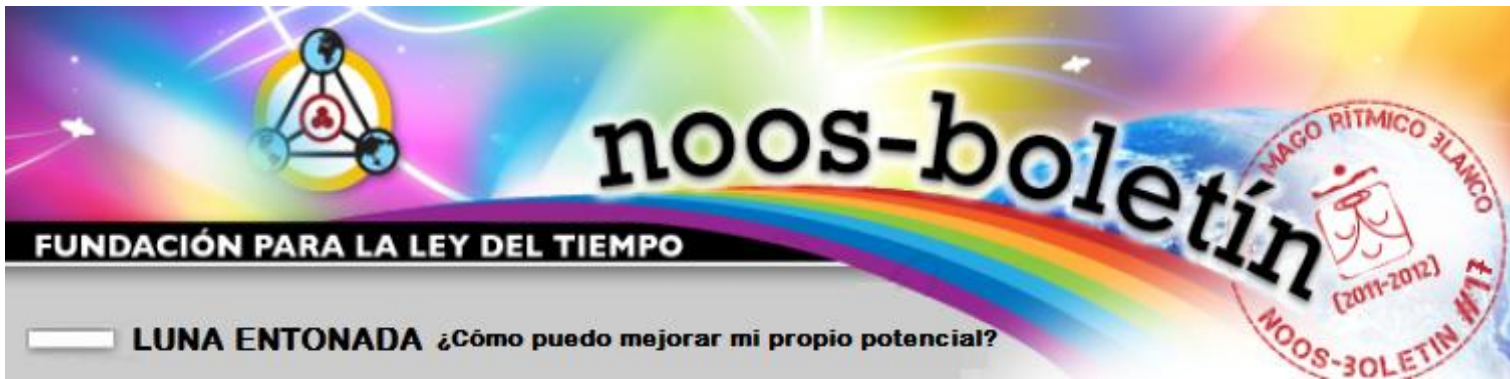 noos-boletín
FUNDACIÓN PARA LA LEY DEL TIEMPO
MAGO RÍTMICO BLANCO
(2011-2012)
NOOS-BOLETIN
LUNA ENTONADA ¿Cómo puedo mejorar mi propio potencial?